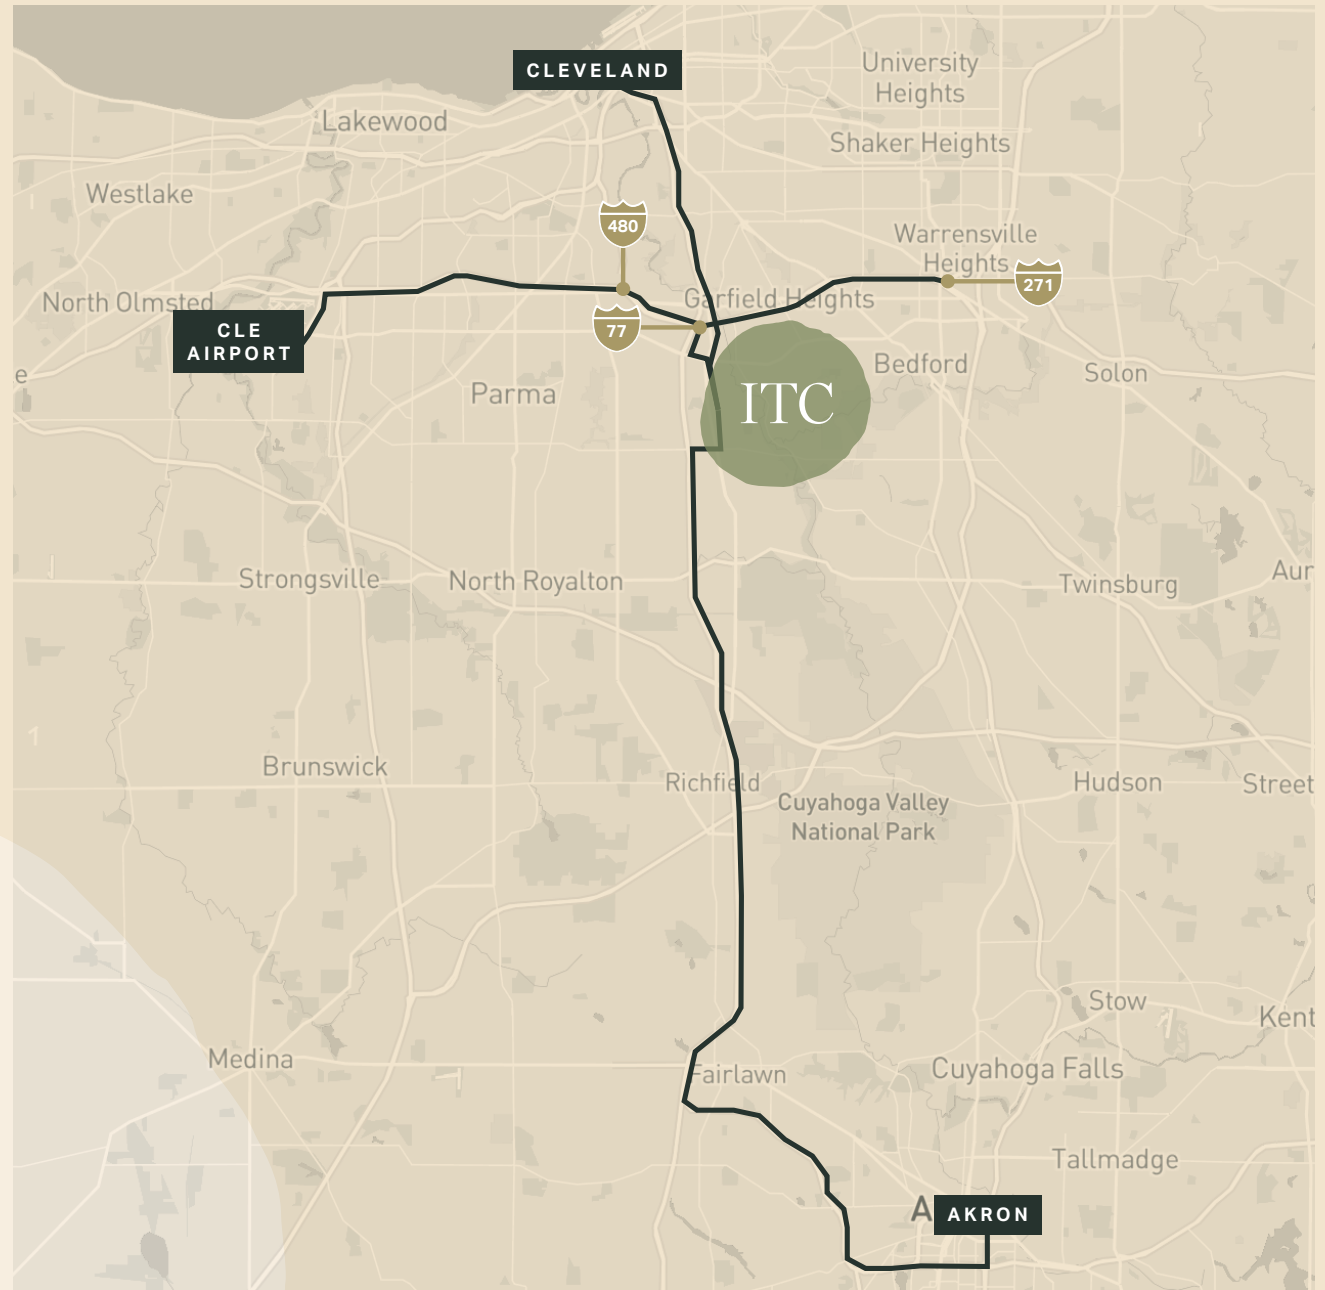 CLEVELAND
University
Heights
Lakewood
Shaker Heights
Westlake
480
Warrensville
Heights
271
North Olmsted
Garfield Heights
CLE
AIRPORT
77
e
Parma
ITC
Bedford
Solon
Strongsville
North Royalton
Twinsburg
Aur
Brunswick
Richfield
Cuyahoga Valley
National Park
Hudson
Street
Stow
Kent
Medina
Fairlawn
Cuyahoga Falls
Tallmadge
A
AKRON